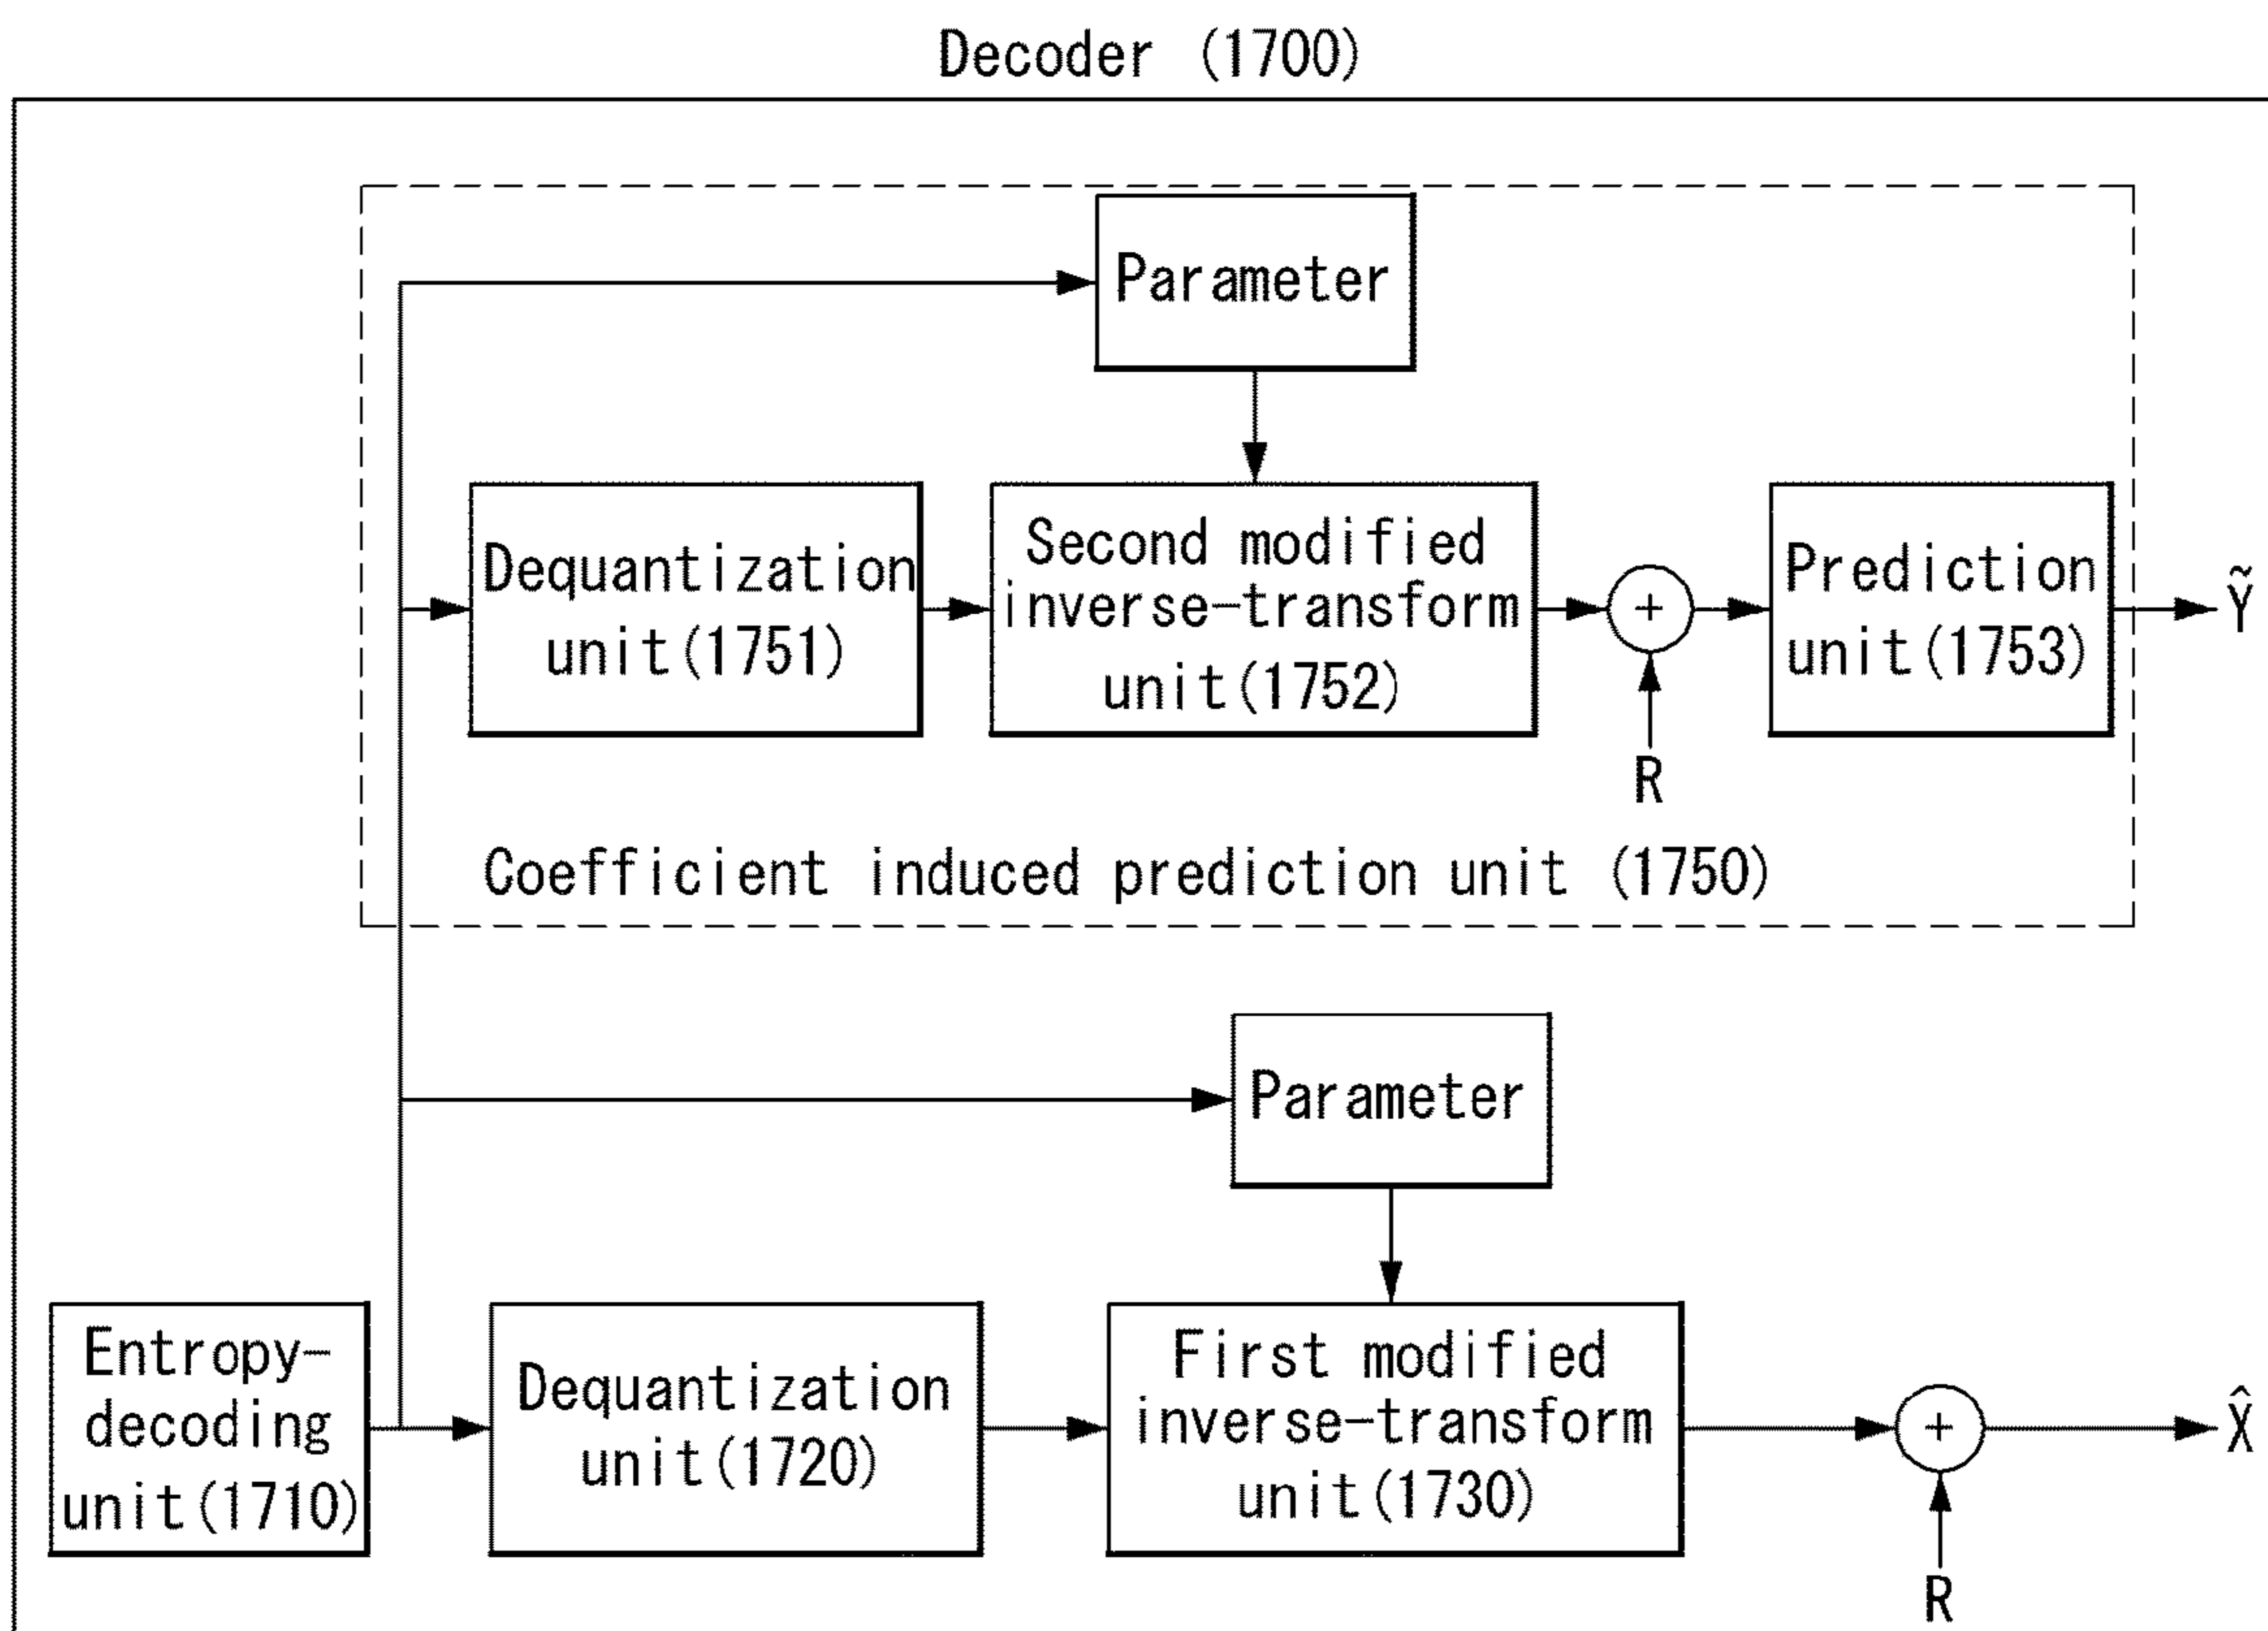 Decoder (1700)
Parameter
Dequantization
unit(1751)
Second modified
inverse-transform
unit(1752)
+
R
Prediction
unit(1753)
Ỹ
Coefficient induced prediction unit (1750)
Parameter
Entropy-
decoding
unit(1710)
Dequantization
unit(1720)
First modified
inverse-transform
unit(1730)
+
R
X̂